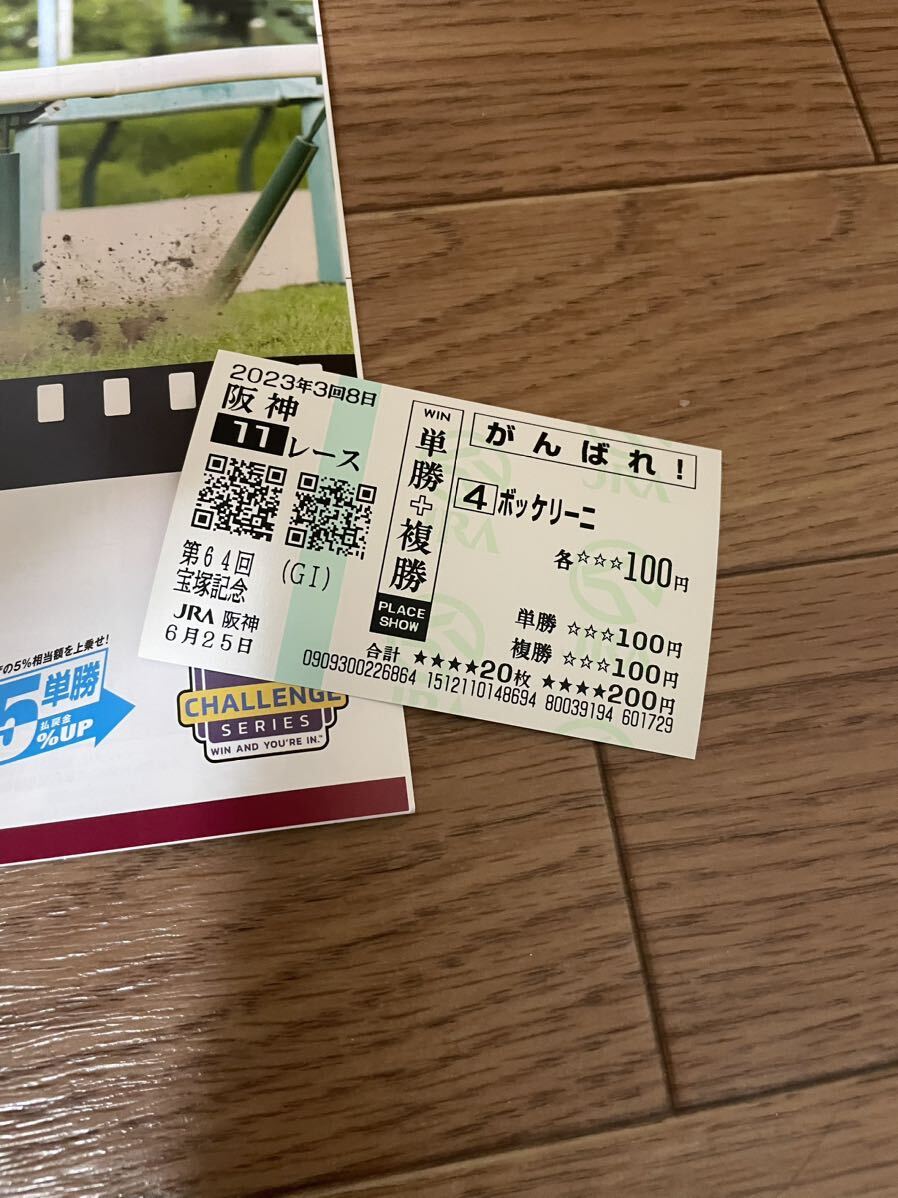 2023年3回8日
阪神
11レース
第64回
宝塚記念
(GI)
JRA 阪神
6月25日
WIN
単勝+複勝
PLACE
SHOW
がんばれ!
4 ボッケリーニ
各☆☆☆100円
単勝 ☆☆☆100円
複勝 ☆☆☆100円
合計 ★★★★20枚 ★★★★200円
0909300226864 1512110148694 80039194 601729
の5%相当額を上乗せ!
5 単勝
払戻金
%UP
CHALLENGE
SERIES
WIN AND YOU'RE IN.™